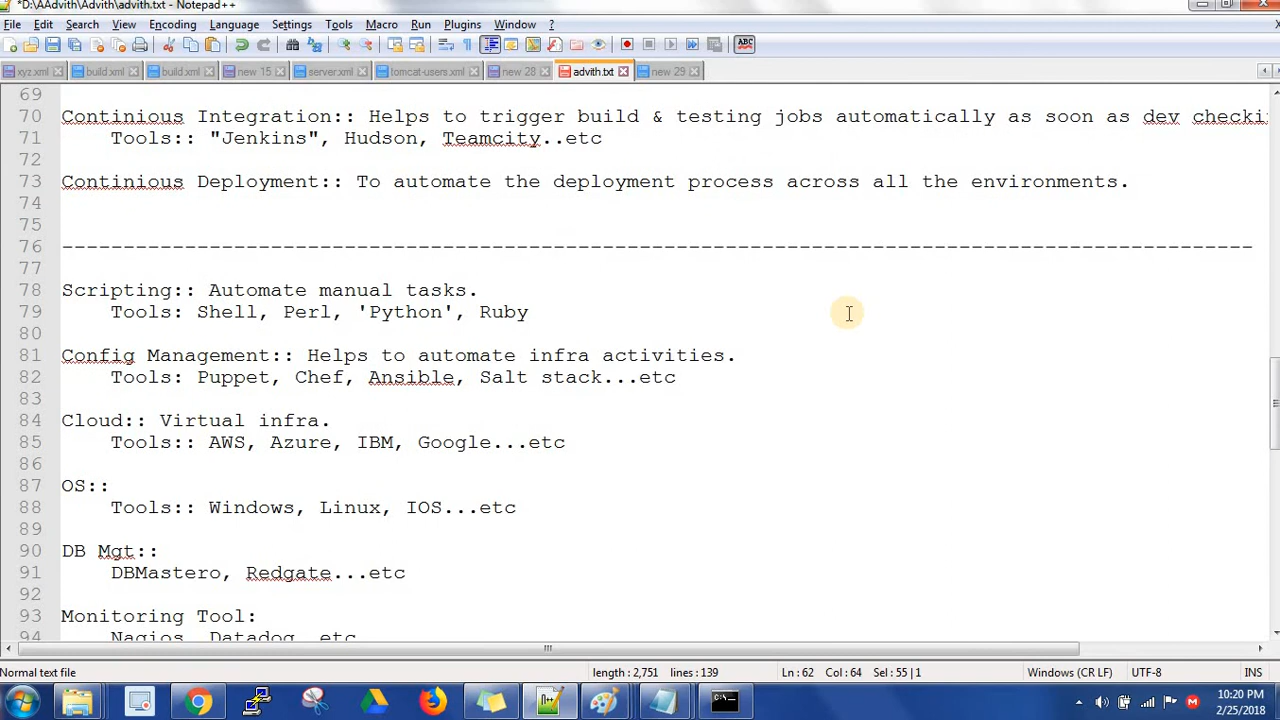 *D:\AAdvith\Advith\advith.txt - Notepad++
File Edit Search View Encoding Language Settings Tools Macro Run Plugins Window ?
xyz.xml build.xml build.xml new 15 server.xml tomcat-users.xml new 28 advith.txt new 29
69
70 Continious Integration:: Helps to trigger build & testing jobs automatically as soon as dev checki
71 Tools:: "Jenkins", Hudson, Teamcity..etc
72
73 Continious Deployment:: To automate the deployment process across all the environments.
74
75
76 -------------------------------------------------------------------------------------------------
77
78 Scripting:: Automate manual tasks.
79 Tools: Shell, Perl, 'Python', Ruby
80
81 Config Management:: Helps to automate infra activities.
82 Tools: Puppet, Chef, Ansible, Salt stack...etc
83
84 Cloud:: Virtual infra.
85 Tools:: AWS, Azure, IBM, Google...etc
86
87 OS::
88 Tools:: Windows, Linux, IOS...etc
89
90 DB Mgt::
91 DBMastero, Redgate...etc
92
93 Monitoring Tool:
94 Nagios, Datadog, etc
Normal text file length : 2,751 lines : 139 Ln : 62 Col : 64 Sel : 55 | 1 Windows (CR LF) UTF-8 INS
10:20 PM
2/25/2018